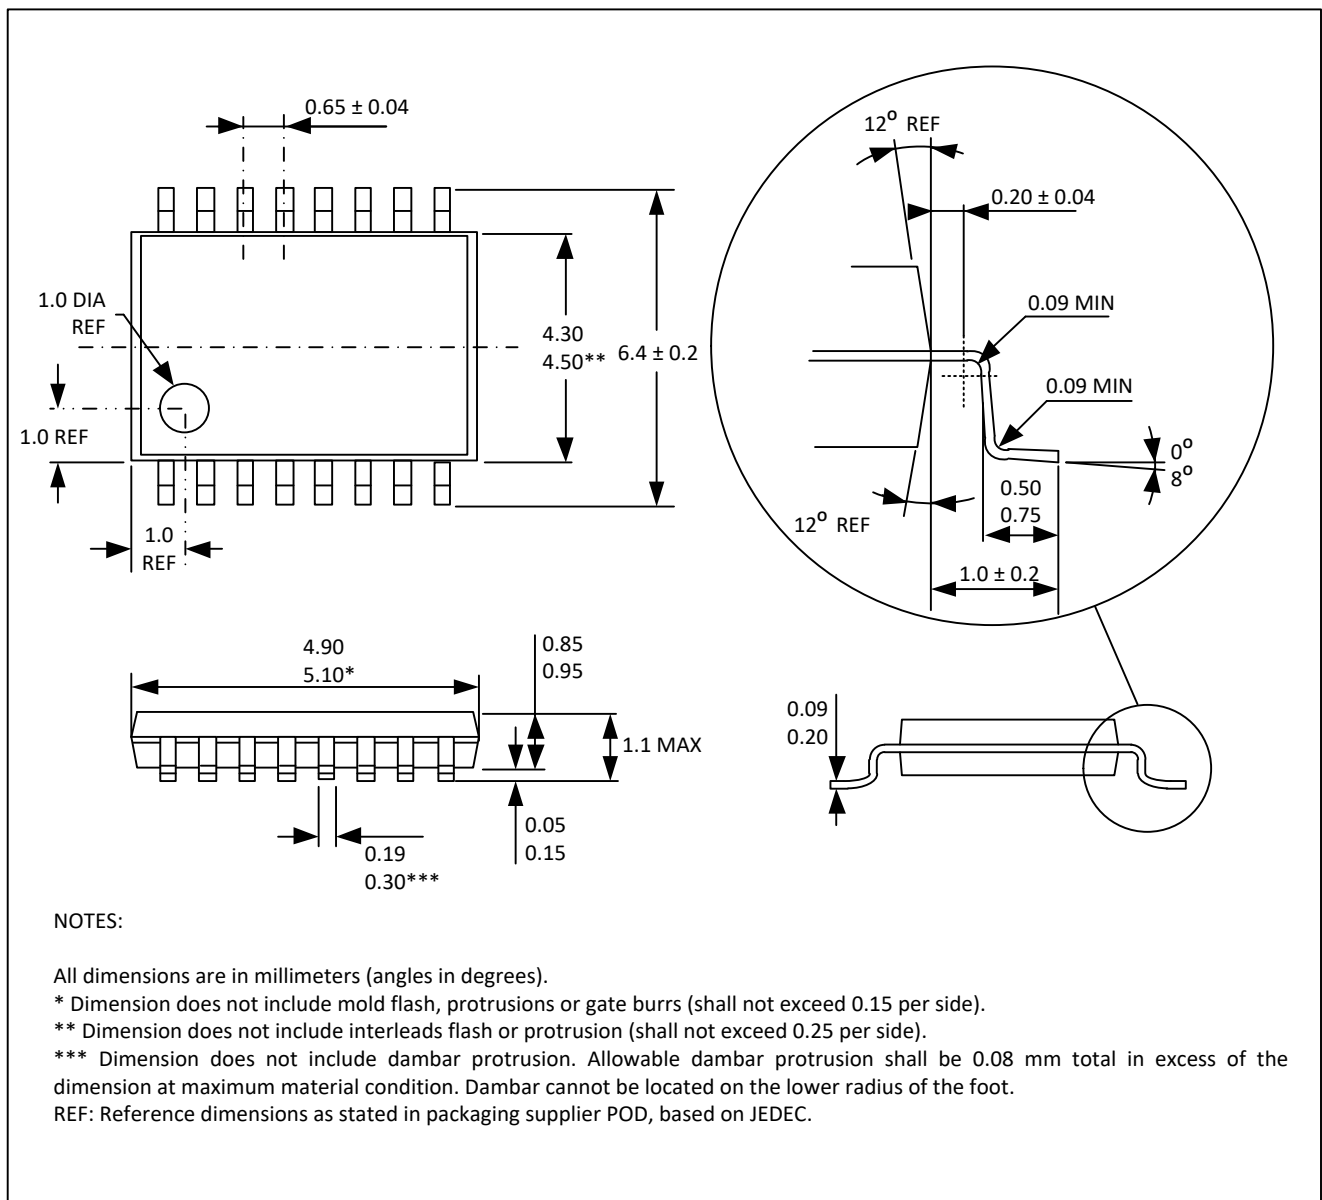 0.65 ± 0.04
1.0 DIA
REF
4.30
4.50**
6.4 ± 0.2
1.0 REF
1.0
REF
12° REF
0.20 ± 0.04
0.09 MIN
0.09 MIN
0°
8°
0.50
0.75
12° REF
1.0 ± 0.2
4.90
5.10*
0.85
0.95
1.1 MAX
0.05
0.15
0.19
0.30***
0.09
0.20
NOTES:
All dimensions are in millimeters (angles in degrees).
* Dimension does not include mold flash, protrusions or gate burrs (shall not exceed 0.15 per side).
** Dimension does not include interleads flash or protrusion (shall not exceed 0.25 per side).
*** Dimension does not include dambar protrusion. Allowable dambar protrusion shall be 0.08 mm total in excess of the
dimension at maximum material condition. Dambar cannot be located on the lower radius of the foot.
REF: Reference dimensions as stated in packaging supplier POD, based on JEDEC.